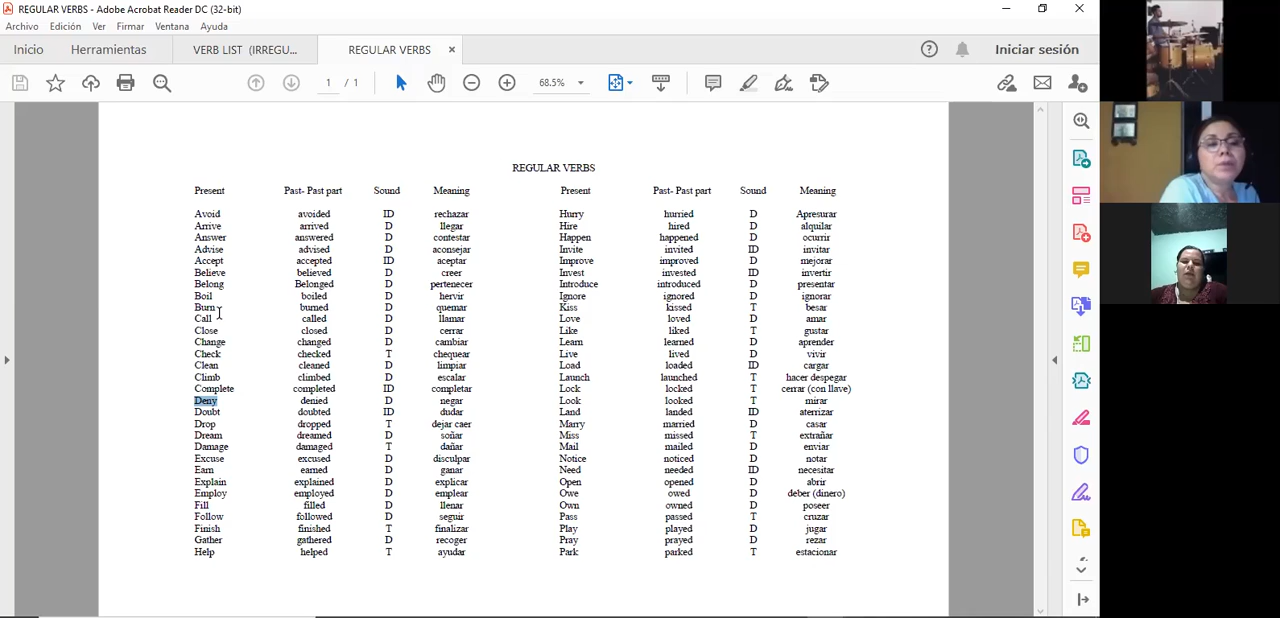 REGULAR VERBS - Adobe Acrobat Reader DC (32-bit)
Archivo Edición Ver Firmar Ventana Ayuda
Inicio Herramientas VERB LIST (IRREGU... REGULAR VERBS × Iniciar sesión
1 / 1 68.5%
REGULAR VERBS
Present Past- Past part Sound Meaning Present Past- Past part Sound Meaning
Avoid avoided ID rechazar Hurry hurried D Apresurar
Arrive arrived D llegar Hire hired D alquilar
Answer answered D contestar Happen happened D ocurrir
Advise advised D aconsejar Invite invited ID invitar
Accept accepted ID aceptar Improve improved D mejorar
Believe believed D creer Invest invested ID invertir
Belong Belonged D pertenecer Introduce introduced D presentar
Boil boiled D hervir Ignore ignored D ignorar
Burn burned D quemar Kiss kissed T besar
Call called D llamar Love loved D amar
Close closed D cerrar Like liked T gustar
Change changed D cambiar Learn learned D aprender
Check checked T chequear Live lived D vivir
Clean cleaned D limpiar Load loaded ID cargar
Climb climbed D escalar Launch launched T hacer despegar
Complete completed ID completar Lock locked T cerrar (con llave)
Deny denied D negar Look looked T mirar
Doubt doubted ID dudar Land landed ID aterrizar
Drop dropped T dejar caer Marry married D casar
Dream dreamed D soñar Miss missed T extrañar
Damage damaged T dañar Mail mailed D enviar
Excuse excused D disculpar Notice noticed D notar
Earn earned D ganar Need needed ID necesitar
Explain explained D explicar Open opened D abrir
Employ employed D emplear Owe owed D deber (dinero)
Fill filled D llenar Own owned D poseer
Follow followed D seguir Pass passed T cruzar
Finish finished T finalizar Play played D jugar
Gather gathered D recoger Pray prayed D rezar
Help helped T ayudar Park parked T estacionar